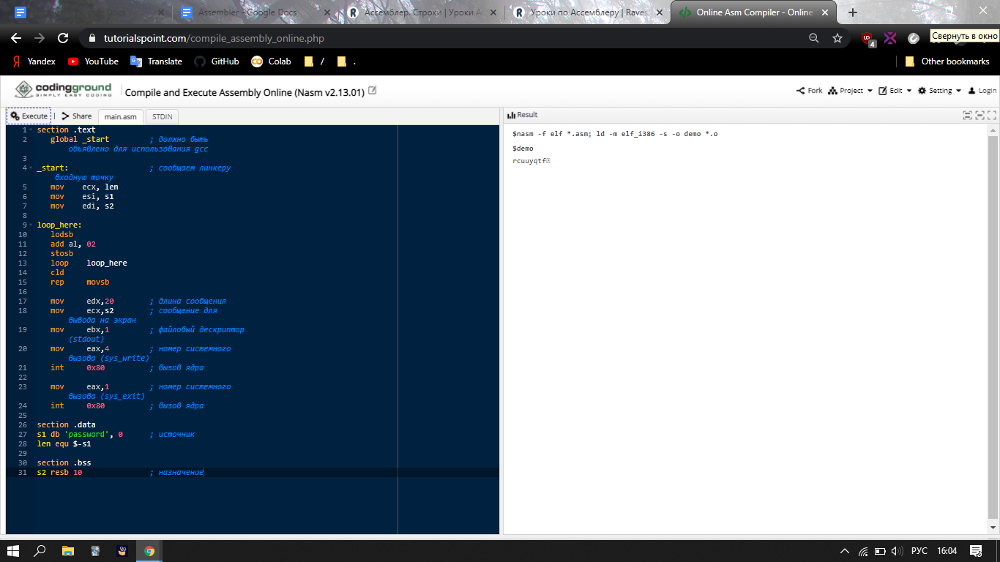 Docs
Assembler - Google Docs
Ассемблер. Строки | Уроки А
Уроки по Ассемблеру | Raves
Online Asm Compiler - Online
tutorialspoint.com/compile_assembly_online.php
4
Свернуть в окно
Yandex
YouTube
Translate
GitHub
Colab
/
.
Other bookmarks
codingground
SIMPLY EASY CODING
Compile and Execute Assembly Online (Nasm v2.13.01)
Fork
Project
Edit
Setting
Login
Execute
|
Share
main.asm
STDIN
1 section .text
2 global _start ; должно быть
объявлено для использования gcc
3
4 _start: ; сообщаем линкеру
входную точку
5 mov ecx, len
6 mov esi, s1
7 mov edi, s2
8
9 loop_here:
10 lodsb
11 add al, 02
12 stosb
13 loop loop_here
14 cld
15 rep movsb
16
17 mov edx,20 ; длина сообщения
18 mov ecx,s2 ; сообщение для
вывода на экран
19 mov ebx,1 ; файловый дескриптор
(stdout)
20 mov eax,4 ; номер системного
вызова (sys_write)
21 int 0x80 ; вызов ядра
22
23 mov eax,1 ; номер системного
вызова (sys_exit)
24 int 0x80 ; вызов ядра
25
26 section .data
27 s1 db 'password', 0 ; источник
28 len equ $-s1
29
30 section .bss
31 s2 resb 10 ; назначение
Result
$nasm -f elf *.asm; ld -m elf_i386 -s -o demo *.o
$demo
rcuuyqtf
РУС
16:04